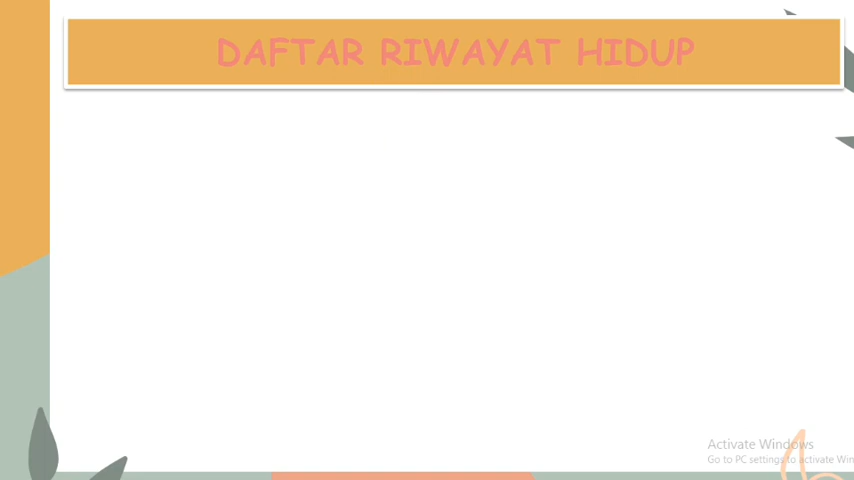 DAFTAR RIWAYAT HIDUP
Activate Windows
Go to PC settings to activate Win